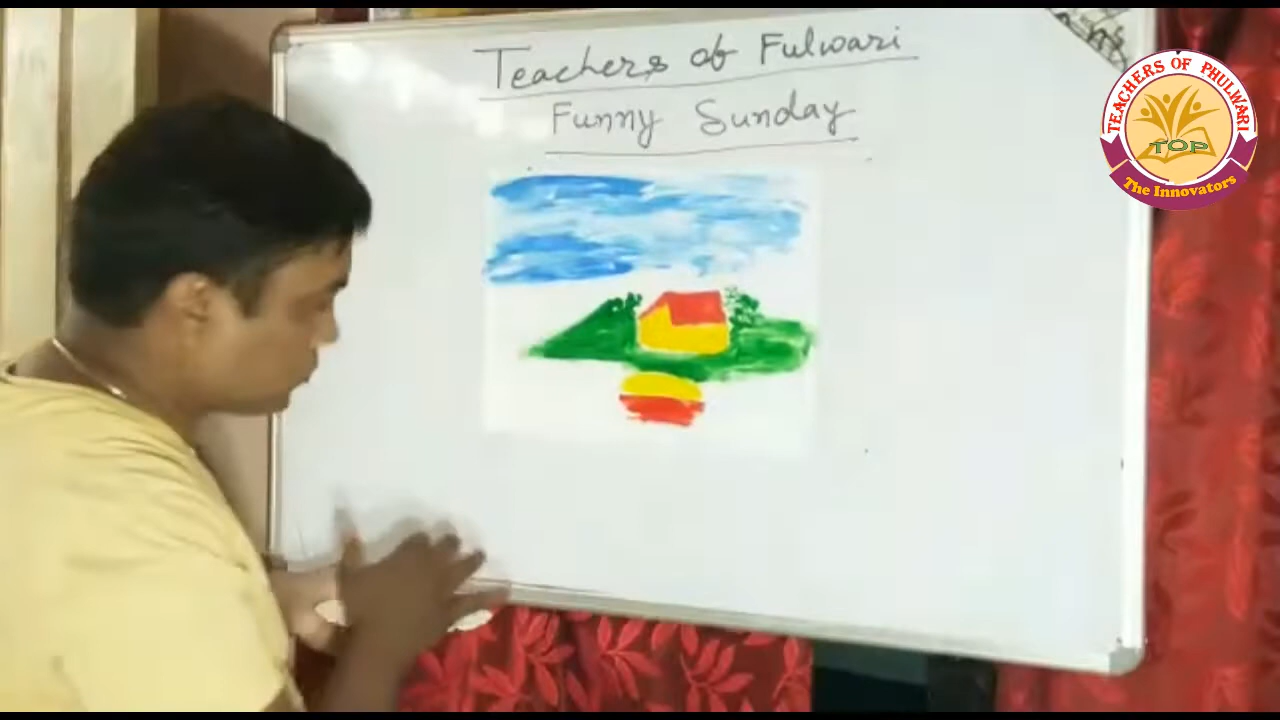 Teachers of Fulwari
Funny Sunday
TEACHERS OF PHULWARI
TOP
The Innovators